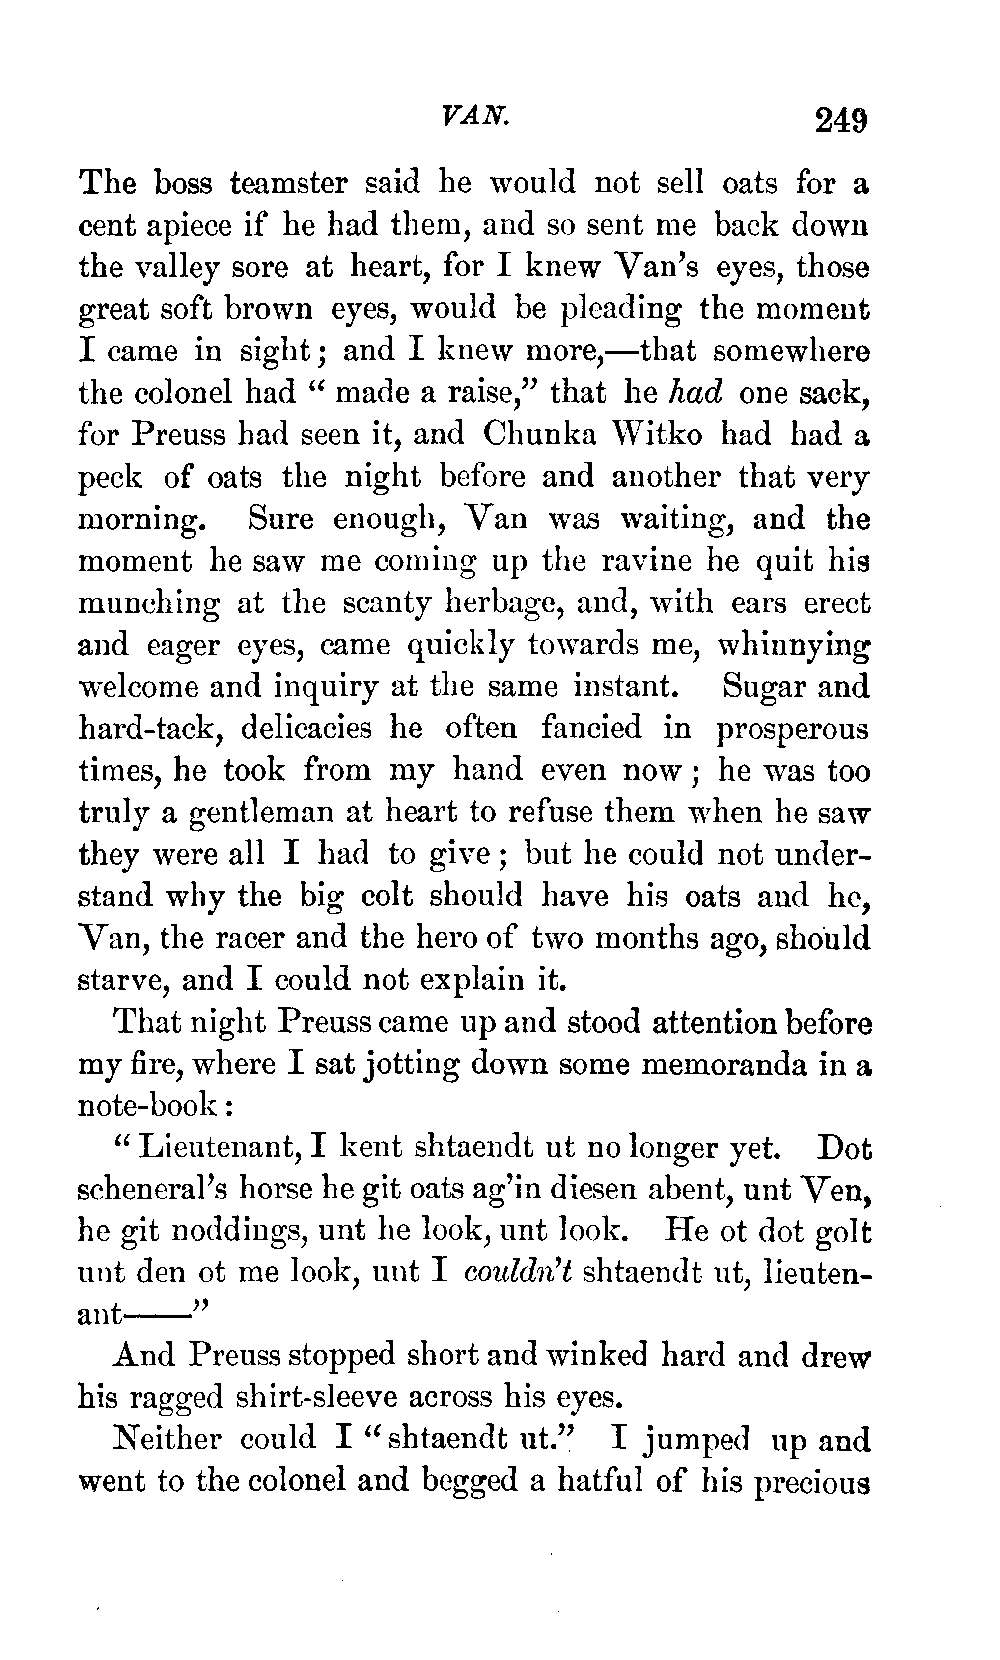 VAN. 249
The boss teamster said he would not sell oats for a
cent apiece if he had them, and so sent me back down
the valley sore at heart, for I knew Van's eyes, those
great soft brown eyes, would be pleading the moment
I came in sight; and I knew more,—that somewhere
the colonel had "made a raise," that he had one sack,
for Preuss had seen it, and Chunka Witko had had a
peck of oats the night before and another that very
morning. Sure enough, Van was waiting, and the
moment he saw me coming up the ravine he quit his
munching at the scanty herbage, and, with ears erect
and eager eyes, came quickly towards me, whinnying
welcome and inquiry at the same instant. Sugar and
hard-tack, delicacies he often fancied in prosperous
times, he took from my hand even now; he was too
truly a gentleman at heart to refuse them when he saw
they were all I had to give; but he could not under-
stand why the big colt should have his oats and he,
Van, the racer and the hero of two months ago, should
starve, and I could not explain it.
That night Preuss came up and stood attention before
my fire, where I sat jotting down some memoranda in a
note-book:
"Lieutenant, I kent shtaendt ut no longer yet. Dot
scheneral's horse he git oats ag'in diesen abent, unt Ven,
he git noddings, unt he look, unt look. He ot dot golt
unt den ot me look, unt I couldn't shtaendt ut, lieuten-
ant——"
And Preuss stopped short and winked hard and drew
his ragged shirt-sleeve across his eyes.
Neither could I "shtaendt ut." I jumped up and
went to the colonel and begged a hatful of his precious